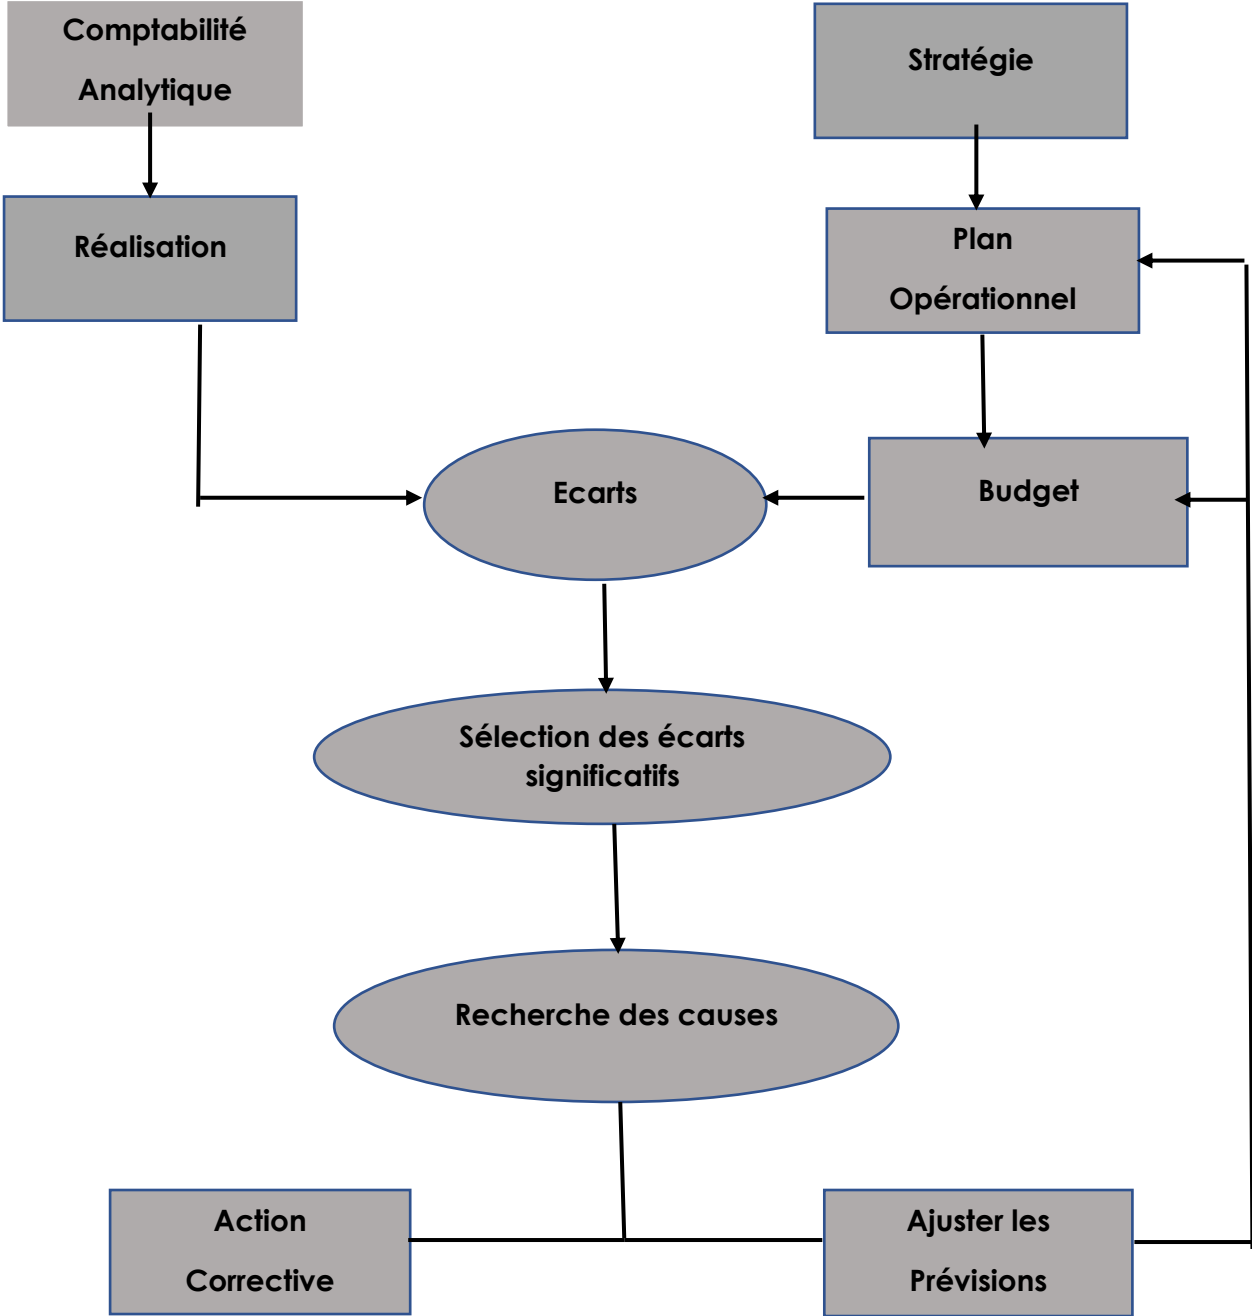 Comptabilité
Analytique
Stratégie
Réalisation
Plan
Opérationnel
Ecarts
Budget
Sélection des écarts
significatifs
Recherche des causes
Action
Corrective
Ajuster les
Prévisions